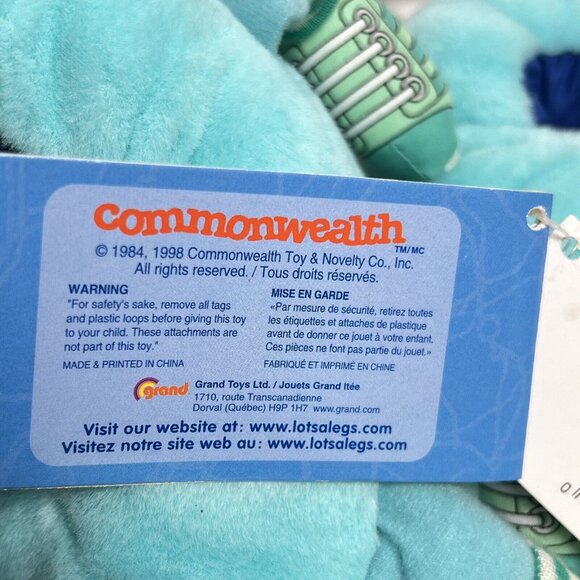 commonwealth TM/MC
© 1984, 1998 Commonwealth Toy & Novelty Co., Inc.
All rights reserved. / Tous droits réservés.
WARNING
"For safety's sake, remove all tags
and plastic loops before giving this toy
to your child. These attachments are
not part of this toy."
MADE & PRINTED IN CHINA
MISE EN GARDE
«Par mesure de sécurité, retirez toutes
les étiquettes et attaches de plastique
avant de donner ce jouet à votre enfant.
Ces pièces ne font pas partie du jouet.»
FABRIQUÉ ET IMPRIMÉ EN CHINE
grand
Grand Toys Ltd. / Jouets Grand ltée
1710, route Transcanadienne
Dorval (Québec) H9P 1H7 www.grand.com
Visit our website at: www.lotsalegs.com
Visitez notre site web au: www.lotsalegs.com